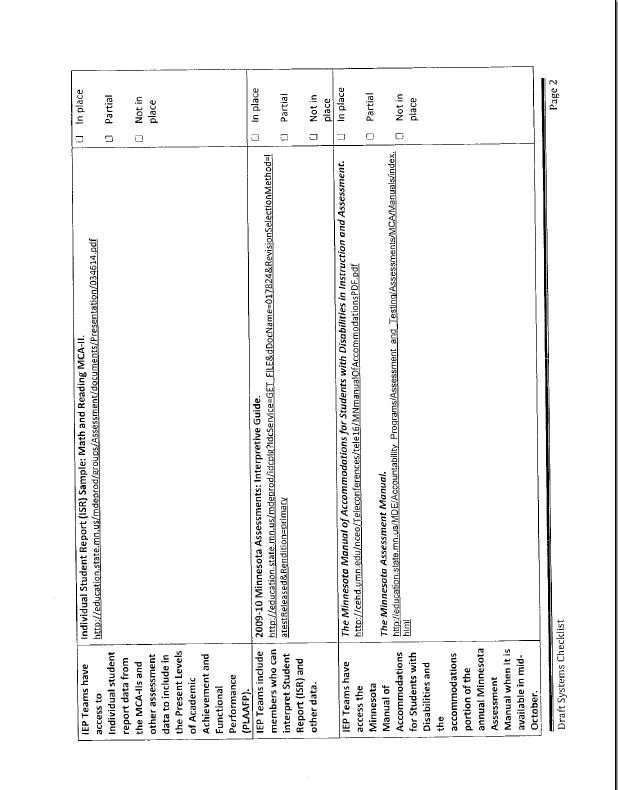 IEP Teams have
access to
Individual student
report data from
the MCA-IIs and
other assessment
data to include in
the Present Levels
of Academic
Achievement and
Functional
Performance
(PLAAFP).
Individual Student Report (ISR) Sample: Math and Reading MCA-II.
http://education.state.mn.us/mdeprod/groups/Assessment/documents/Presentation/034614.pdf
☐ In place
☐ Partial
☐ Not in
place
IEP Teams include
members who can
interpret Student
Report (ISR) and
other data.
2009-10 Minnesota Assessments: Interpretive Guide.
http://education.state.mn.us/mdeprod/idcplg?IdcService=GET_FILE&dDocName=017824&RevisionSelectionMethod=l
atestReleased&Rendition=primary
☐ In place
☐ Partial
☐ Not in
place
IEP Teams have
access the
Minnesota
Manual of
Accommodations
for Students with
Disabilities and
the
accommodations
portion of the
annual Minnesota
Assessment
Manual when it is
available in mid-
October.
The Minnesota Manual of Accommodations for Students with Disabilities in Instruction and Assessment.
http://cehd.umn.edu/nceo/Teleconferences/tele16/MNmanualOfAccommodationsPDF.pdf
The Minnesota Assessment Manual.
http://education.state.mn.us/MDE/Accountability_Programs/Assessment_and_Testing/Assessments/MCA/Manuals/index.
html
☐ In place
☐ Partial
☐ Not in
place
Draft Systems Checklist
Page 2